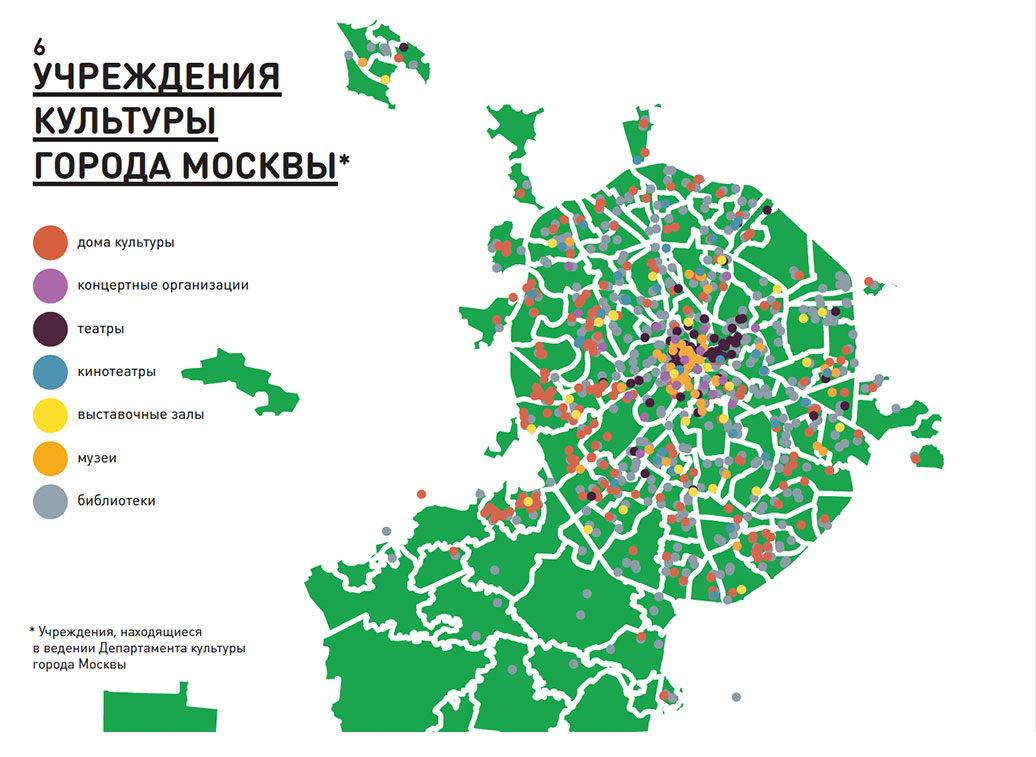 6
УЧРЕЖДЕНИЯ
КУЛЬТУРЫ
ГОРОДА МОСКВЫ*
дома культуры
концертные организации
театры
кинотеатры
выставочные залы
музеи
библиотеки
* Учреждения, находящиеся
в ведении Департамента культуры
города Москвы